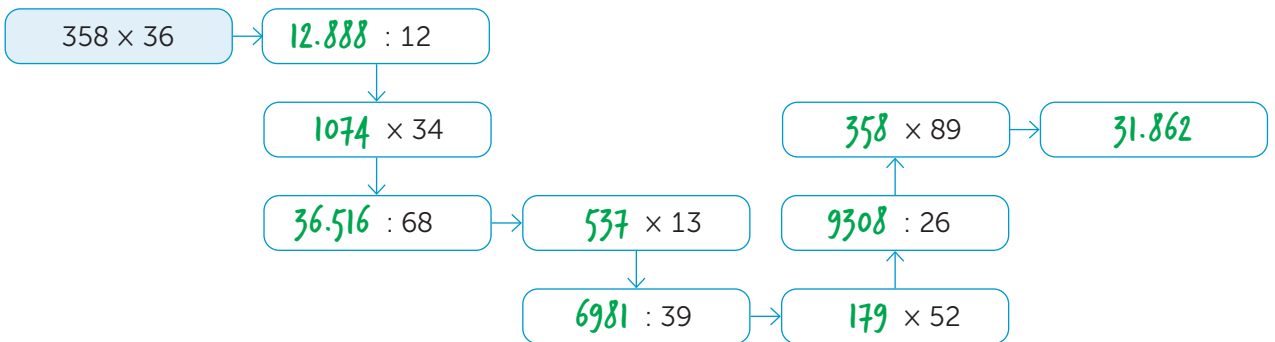 358 × 36
12.888 : 12
1074 × 34
36.516 : 68
537 × 13
6981 : 39
179 × 52
9308 : 26
358 × 89
31.862